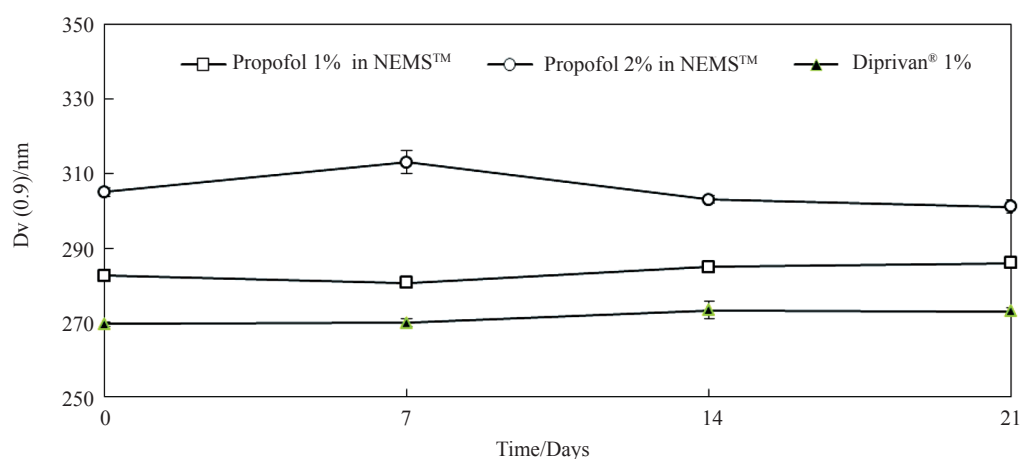 350
Propofol 1% in NEMS™ Propofol 2% in NEMS™ Diprivan® 1%
330
310
290
270
250
Dv (0.9)/nm
0 7 14 21
Time/Days